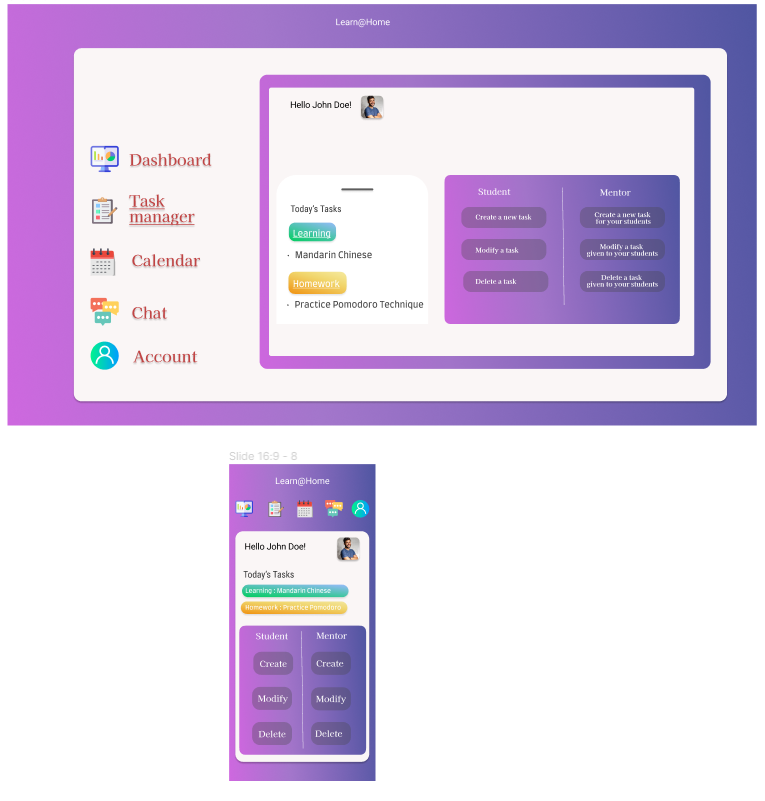 Learn@Home
Hello John Doe!
Dashboard
Task
manager
Calendar
Chat
Account
Today's Tasks
Learning
· Mandarin Chinese
Homework
· Practice Pomodoro Technique
Student
Create a new task
Modify a task
Delete a task
Mentor
Create a new task
for your students
Modify a task
given to your students
Delete a task
given to your students
Slide 16:9 - 8
Learn@Home
Hello John Doe!
Today's Tasks
Learning : Mandarin Chinese
Homework : Practice Pomodoro
Student
Mentor
Create
Create
Modify
Modify
Delete
Delete